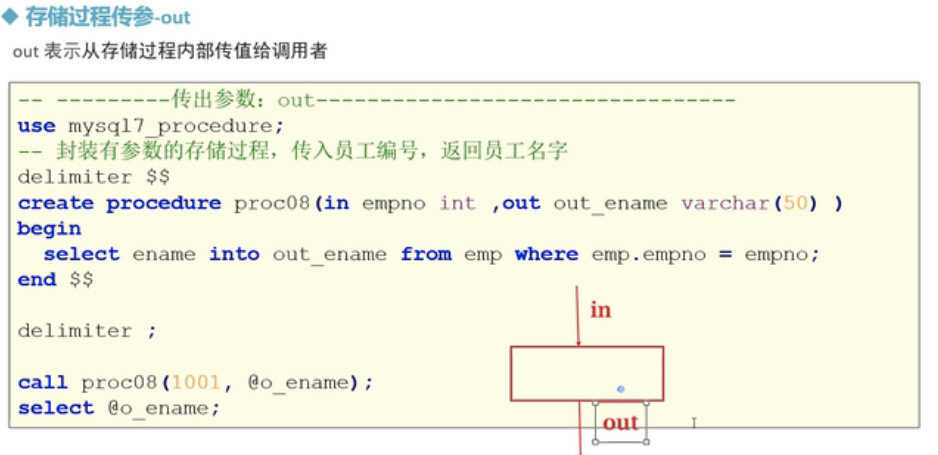 存储过程传参-out
out 表示从存储过程内部传值给调用者
-- ---------传出参数：out---------------------------------
use mysql7_procedure;
-- 封装有参数的存储过程，传入员工编号，返回员工名字
delimiter $$
create procedure proc08(in empno int ,out out_ename varchar(50) )
begin
  select ename into out_ename from emp where emp.empno = empno;
end $$
delimiter ;
call proc08(1001, @o_ename);
select @o_ename;
in
out